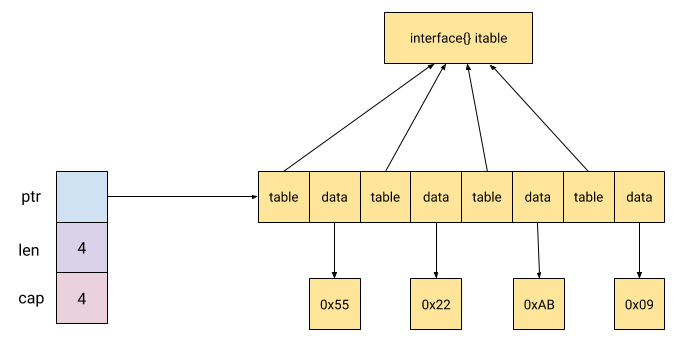 interface{} itable
ptr
table data table data table data table data
len
4
cap
4
0x55 0x22 0xAB 0x09